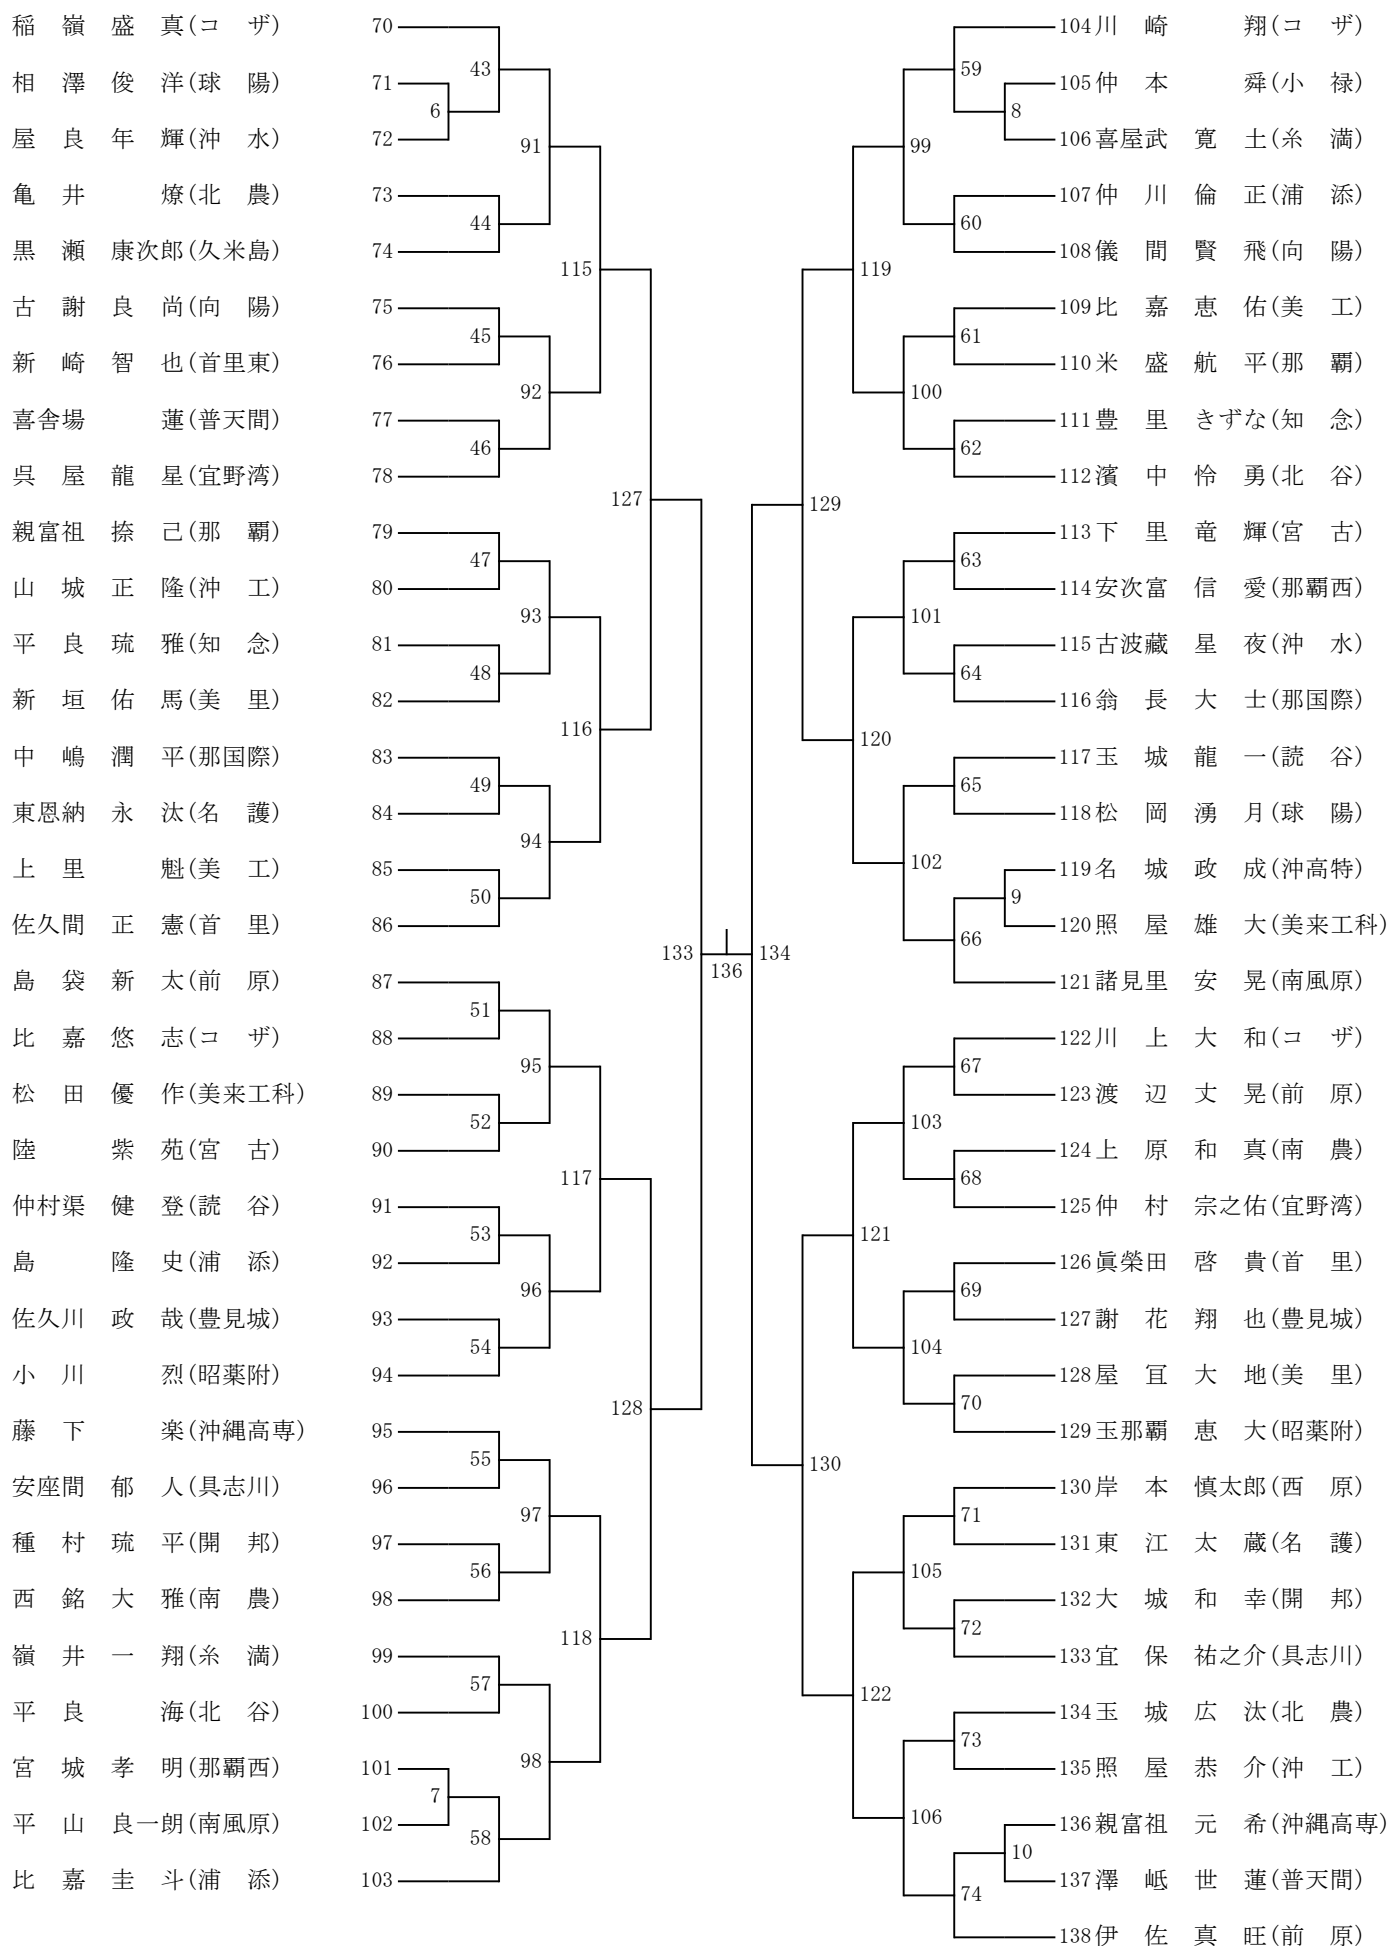 稲嶺盛真(コザ) 70
相澤俊洋(球陽) 71
屋良年輝(沖水) 72
亀井燎(北農) 73
黒瀬康次郎(久米島) 74
古謝良尚(向陽) 75
新崎智也(首里東) 76
喜舎場蓮(普天間) 77
呉屋龍星(宜野湾) 78
親富祖捺己(那覇) 79
山城正隆(沖工) 80
平良琉雅(知念) 81
新垣佑馬(美里) 82
中嶋潤平(那国際) 83
東恩納永汰(名護) 84
上里魁(美工) 85
佐久間正憲(首里) 86
島袋新太(前原) 87
比嘉悠志(コザ) 88
松田優作(美来工科) 89
陸紫苑(宮古) 90
仲村渠健登(読谷) 91
島隆史(浦添) 92
佐久川政哉(豊見城) 93
小川烈(昭薬附) 94
藤下楽(沖縄高専) 95
安座間郁人(具志川) 96
種村琉平(開邦) 97
西銘大雅(南農) 98
嶺井一翔(糸満) 99
平良海(北谷) 100
宮城孝明(那覇西) 101
平山良一朗(南風原) 102
比嘉圭斗(浦添) 103
6
7
43
44
45
46
47
48
49
50
51
52
53
54
55
56
57
58
91
92
93
94
95
96
97
98
115
116
117
118
127
128
133
136
134
129
130
119
120
121
122
99
100
101
102
103
104
105
106
59
60
61
62
63
64
65
66
67
68
69
70
71
72
73
74
8
9
10
104 川崎翔(コザ)
105 仲本舜(小禄)
106 喜屋武寛土(糸満)
107 仲川倫正(浦添)
108 儀間賢飛(向陽)
109 比嘉恵佑(美工)
110 米盛航平(那覇)
111 豊里きずな(知念)
112 濱中怜勇(北谷)
113 下里竜輝(宮古)
114 安次富信愛(那覇西)
115 古波藏星夜(沖水)
116 翁長大士(那国際)
117 玉城龍一(読谷)
118 松岡湧月(球陽)
119 名城政成(沖高特)
120 照屋雄大(美来工科)
121 諸見里安晃(南風原)
122 川上大和(コザ)
123 渡辺丈晃(前原)
124 上原和真(南農)
125 仲村宗之佑(宜野湾)
126 眞榮田啓貴(首里)
127 謝花翔也(豊見城)
128 屋宜大地(美里)
129 玉那覇恵大(昭薬附)
130 岸本慎太郎(西原)
131 東江太蔵(名護)
132 大城和幸(開邦)
133 宜保祐之介(具志川)
134 玉城広汰(北農)
135 照屋恭介(沖工)
136 親富祖元希(沖縄高専)
137 澤岻世蓮(普天間)
138 伊佐真旺(前原)